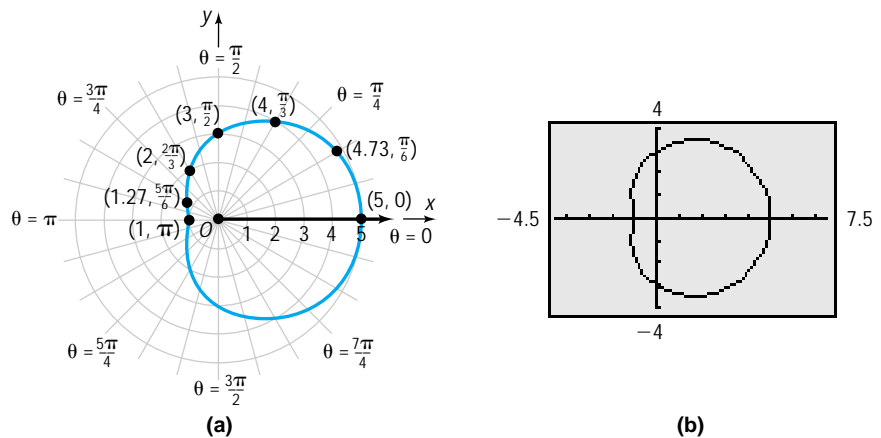 y
θ = π/2
θ = 3π/4
θ = π/4
(3, π/2)
(4, π/3)
(4.73, π/6)
(2, 2π/3)
(1.27, 5π/6)
(5, 0)
x
θ = π
(1, π)
O
1 2 3 4 5
θ = 0
θ = 5π/4
θ = 7π/4
θ = 3π/2
(a)
4
−4.5
7.5
−4
(b)